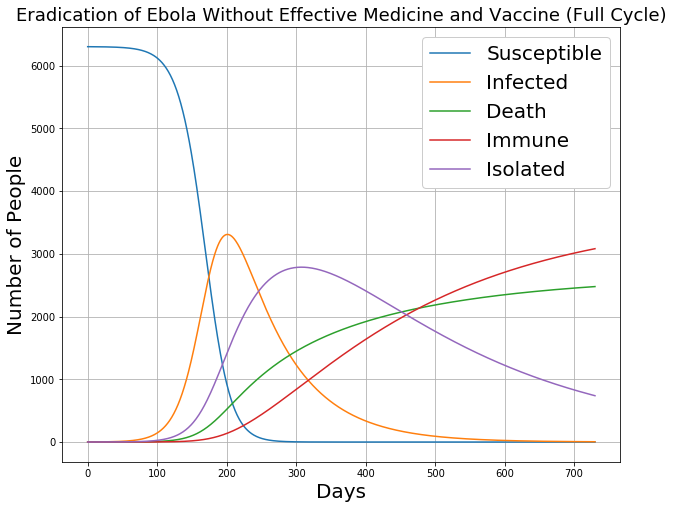 Eradication of Ebola Without Effective Medicine and Vaccine (Full Cycle)
Susceptible
Infected
Death
Immune
Isolated
Number of People
6000
5000
4000
3000
2000
1000
0
0 100 200 300 400 500 600 700
Days